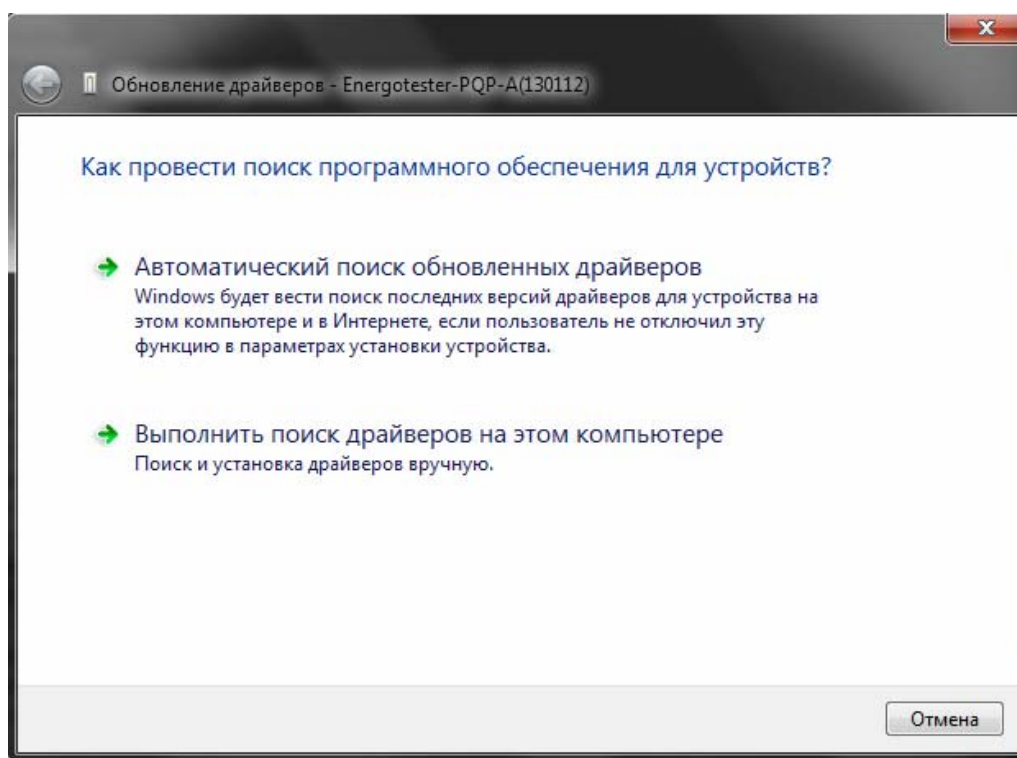 Обновление драйверов - Energotester-PQP-A(130112)
Как провести поиск программного обеспечения для устройств?
Автоматический поиск обновленных драйверов
Windows будет вести поиск последних версий драйверов для устройства на
этом компьютере и в Интернете, если пользователь не отключил эту
функцию в параметрах установки устройства.
Выполнить поиск драйверов на этом компьютере
Поиск и установка драйверов вручную.
Отмена